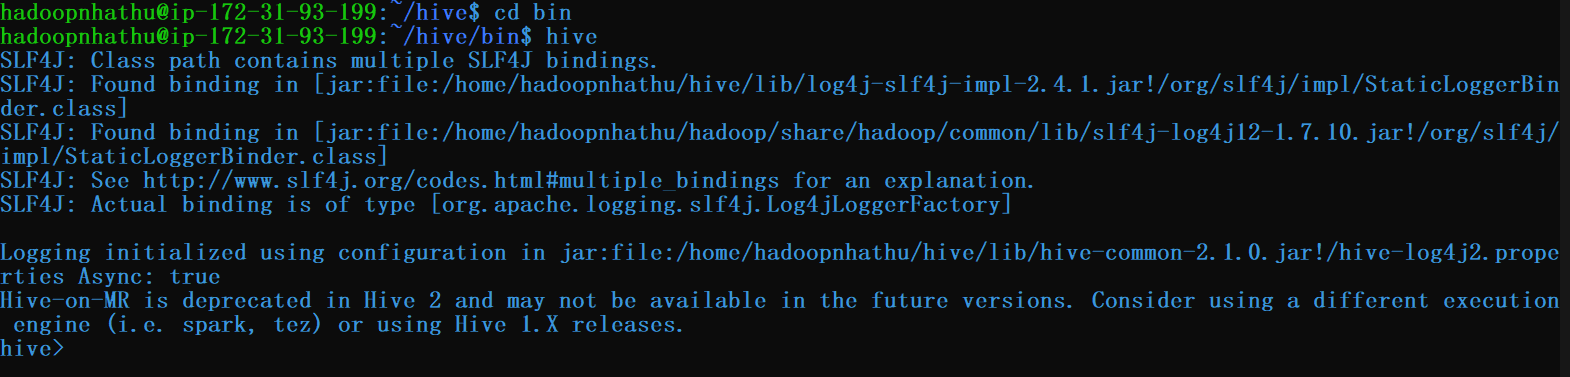 hadoopnhathu@ip-172-31-93-199:~/hive$ cd bin
hadoopnhathu@ip-172-31-93-199:~/hive/bin$ hive
SLF4J: Class path contains multiple SLF4J bindings.
SLF4J: Found binding in [jar:file:/home/hadoopnhathu/hive/lib/log4j-slf4j-impl-2.4.1.jar!/org/slf4j/impl/StaticLoggerBin
der.class]
SLF4J: Found binding in [jar:file:/home/hadoopnhathu/hadoop/share/hadoop/common/lib/slf4j-log4j12-1.7.10.jar!/org/slf4j/
impl/StaticLoggerBinder.class]
SLF4J: See http://www.slf4j.org/codes.html#multiple_bindings for an explanation.
SLF4J: Actual binding is of type [org.apache.logging.slf4j.Log4jLoggerFactory]
Logging initialized using configuration in jar:file:/home/hadoopnhathu/hive/lib/hive-common-2.1.0.jar!/hive-log4j2.prope
rties Async: true
Hive-on-MR is deprecated in Hive 2 and may not be available in the future versions. Consider using a different execution
 engine (i.e. spark, tez) or using Hive 1.X releases.
hive>